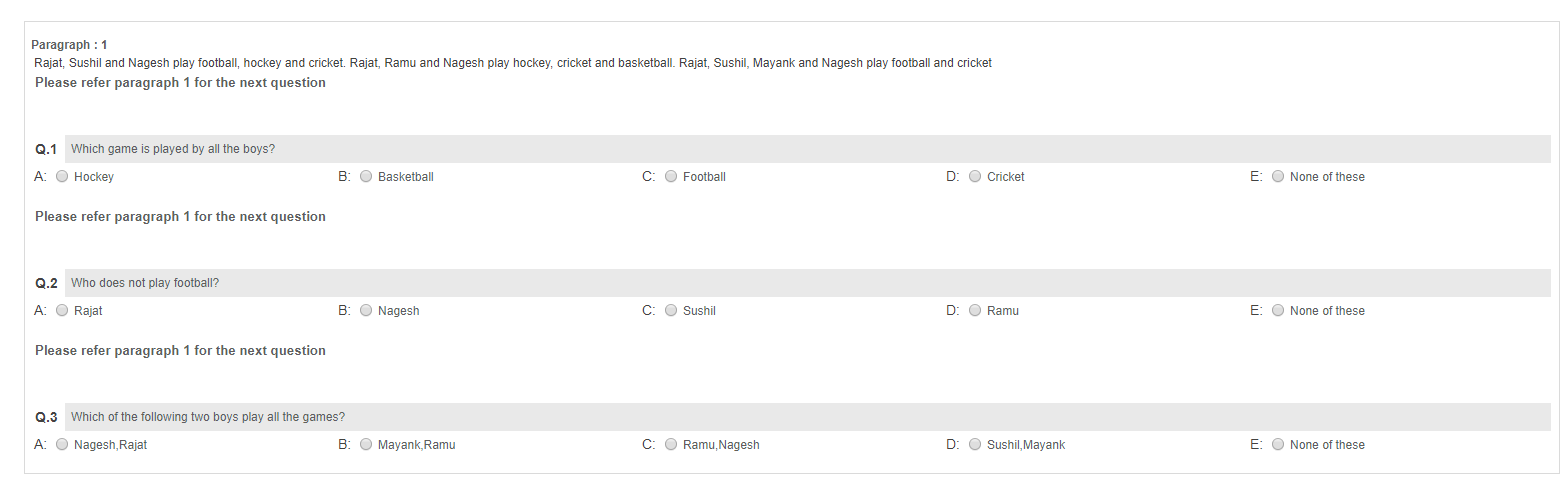 Paragraph : 1
Rajat, Sushil and Nagesh play football, hockey and cricket. Rajat, Ramu and Nagesh play hockey, cricket and basketball. Rajat, Sushil, Mayank and Nagesh play football and cricket
Please refer paragraph 1 for the next question
Q.1 Which game is played by all the boys?
A: Hockey B: Basketball C: Football D: Cricket E: None of these
Please refer paragraph 1 for the next question
Q.2 Who does not play football?
A: Rajat B: Nagesh C: Sushil D: Ramu E: None of these
Please refer paragraph 1 for the next question
Q.3 Which of the following two boys play all the games?
A: Nagesh,Rajat B: Mayank,Ramu C: Ramu,Nagesh D: Sushil,Mayank E: None of these